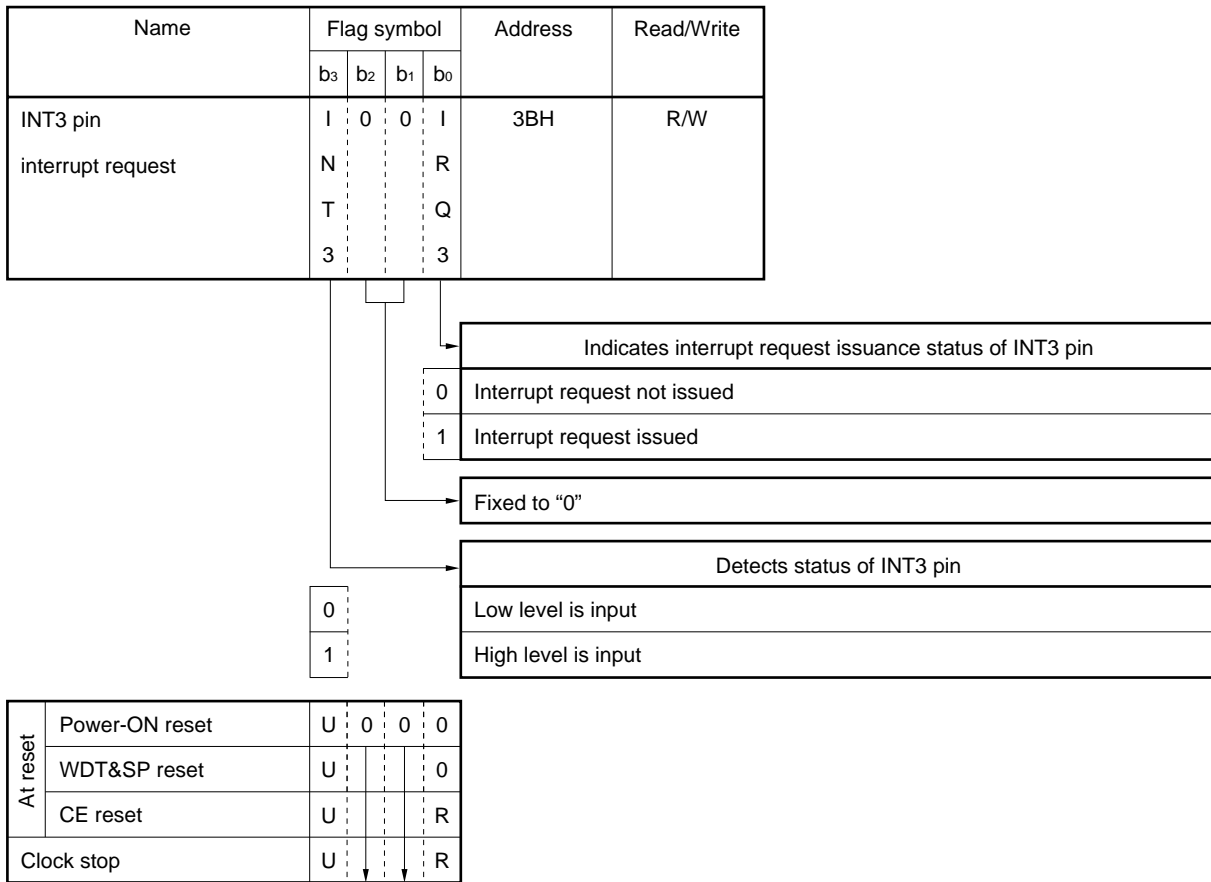 Name Flag symbol Address Read/Write
b3 b2 b1 b0
INT3 pin I 0 0 I 3BH R/W
interrupt request N R
T Q
3 3
Indicates interrupt request issuance status of INT3 pin
0 Interrupt request not issued
1 Interrupt request issued
Fixed to “0”
Detects status of INT3 pin
0 Low level is input
1 High level is input
At reset
Power-ON reset U 0 0 0
WDT&SP reset U 0
CE reset U R
Clock stop U R